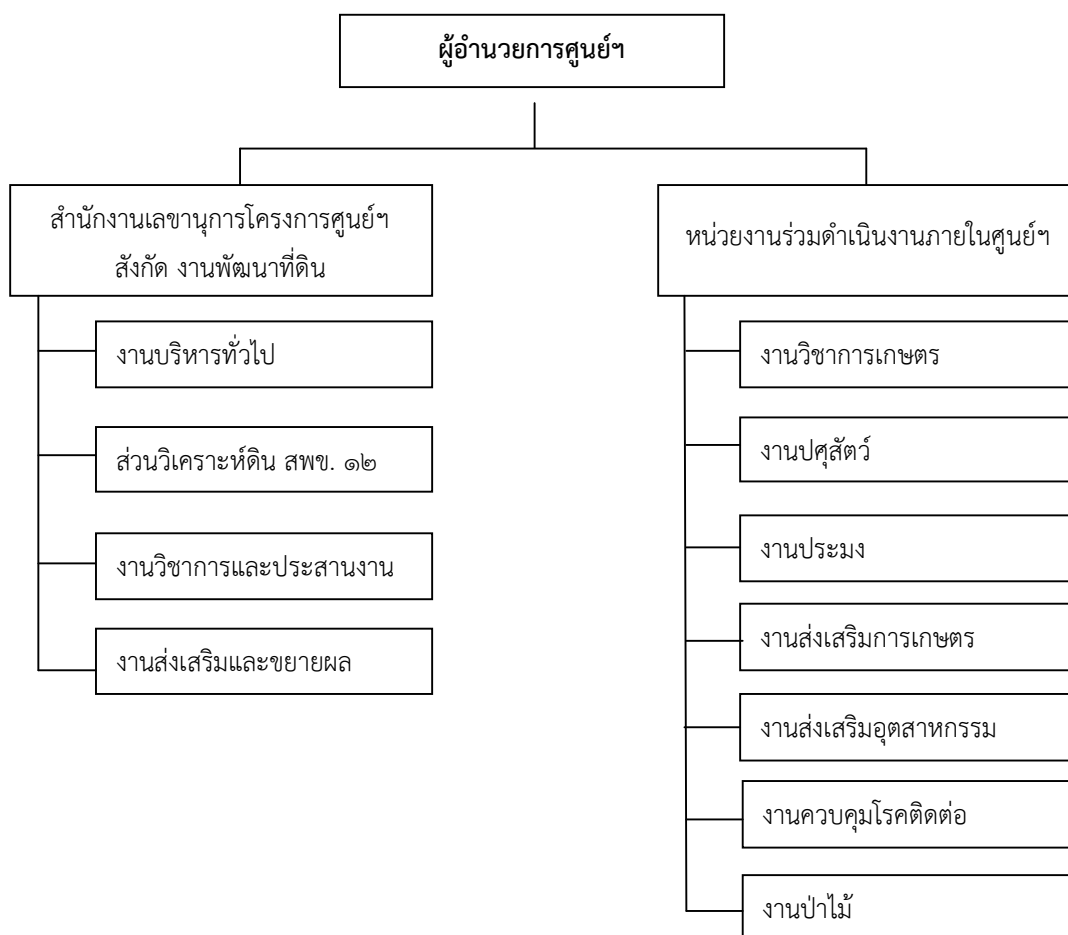 ผู้อำนวยการศูนย์ฯ
สำนักงานเลขานุการโครงการศูนย์ฯ
สังกัด งานพัฒนาที่ดิน
งานบริหารทั่วไป
ส่วนวิเคราะห์ดิน สพข. ๑๒
งานวิชาการและประสานงาน
งานส่งเสริมและขยายผล
หน่วยงานร่วมดำเนินงานภายในศูนย์ฯ
งานวิชาการเกษตร
งานปศุสัตว์
งานประมง
งานส่งเสริมการเกษตร
งานส่งเสริมอุตสาหกรรม
งานควบคุมโรคติดต่อ
งานป่าไม้